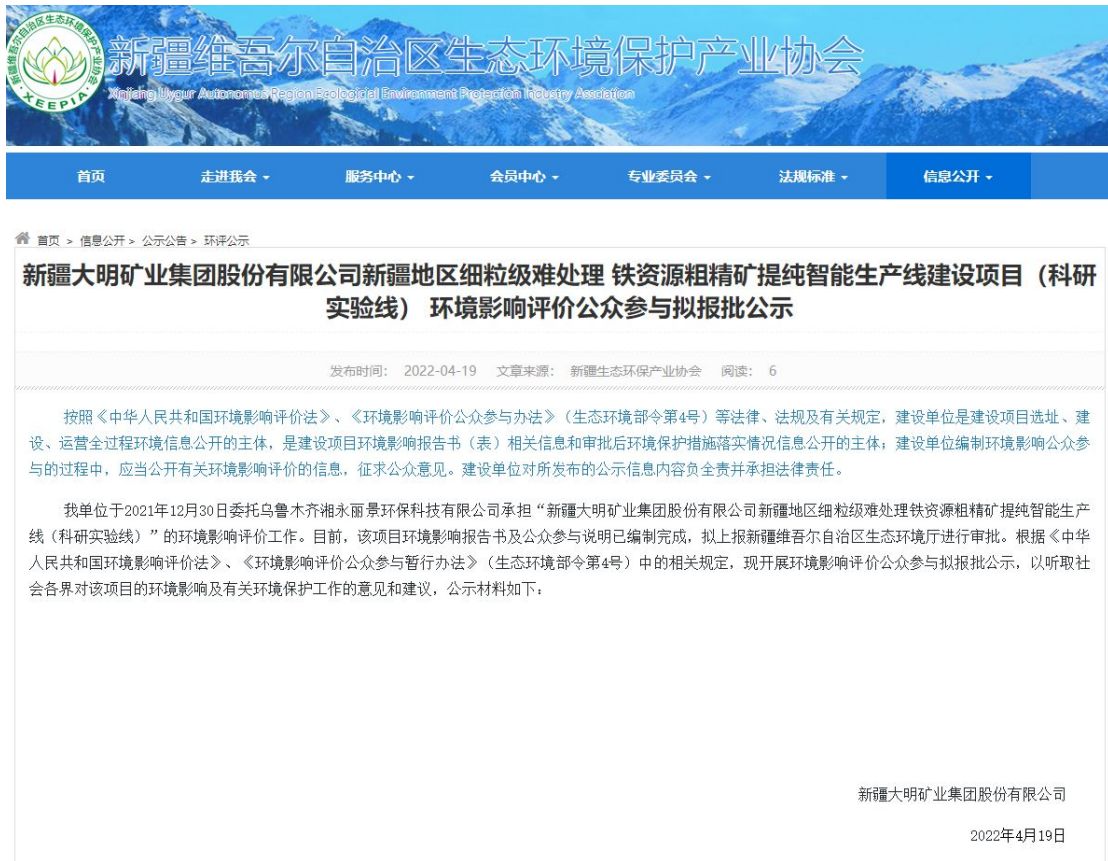 新疆维吾尔自治区生态环境保护产业协会
XEEPIA
新疆维吾尔自治区生态环境保护产业协会
Xinjiang Uygur Autonomous Region Ecological Environment Protection Industry Assciation
首页 走进我会 服务中心 会员中心 专业委员会 法规标准 信息公开
首页 > 信息公开 > 公示公告 > 环评公示
新疆大明矿业集团股份有限公司新疆地区细粒级难处理 铁资源粗精矿提纯智能生产线建设项目（科研
实验线） 环境影响评价公众参与拟报批公示
发布时间： 2022-04-19 文章来源： 新疆生态环保产业协会 阅读： 6
按照《中华人民共和国环境影响评价法》、《环境影响评价公众参与办法》（生态环境部令第4号）等法律、法规及有关规定，建设单位是建设项目选址、建
设、运营全过程环境信息公开的主体，是建设项目环境影响报告书（表）相关信息和审批后环境保护措施落实情况信息公开的主体；建设单位编制环境影响公众参
与的过程中，应当公开有关环境影响评价的信息，征求公众意见。建设单位对所发布的公示信息内容负全责并承担法律责任。
我单位于2021年12月30日委托乌鲁木齐湘永丽景环保科技有限公司承担“新疆大明矿业集团股份有限公司新疆地区细粒级难处理铁资源粗精矿提纯智能生产
线（科研实验线）”的环境影响评价工作。目前，该项目环境影响报告书及公众参与说明已编制完成，拟上报新疆维吾尔自治区生态环境厅进行审批。根据《中华
人民共和国环境影响评价法》、《环境影响评价公众参与暂行办法》（生态环境部令第4号）中的相关规定，现开展环境影响评价公众参与拟报批公示，以听取社
会各界对该项目的环境影响及有关环境保护工作的意见和建议，公示材料如下：
新疆大明矿业集团股份有限公司
2022年4月19日